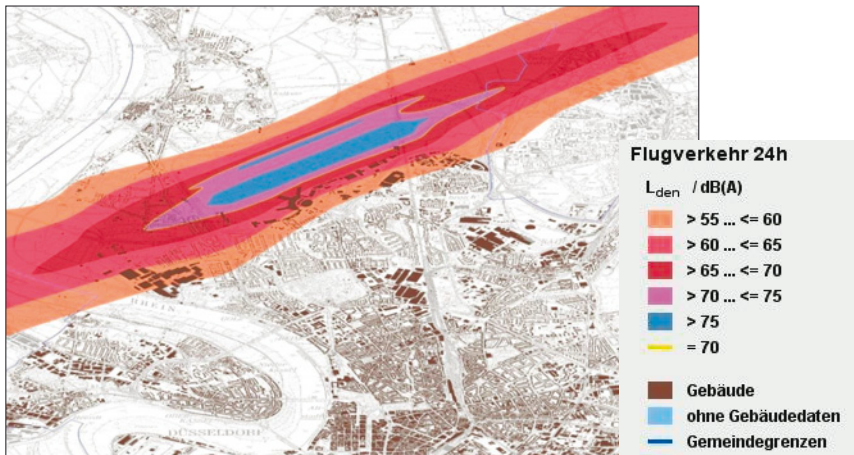 Flugverkehr 24h
Lden / dB(A)
> 55 ... <= 60
> 60 ... <= 65
> 65 ... <= 70
> 70 ... <= 75
> 75
= 70
Gebäude
ohne Gebäudedaten
Gemeindegrenzen
RHEIN
DÜSSELDORF